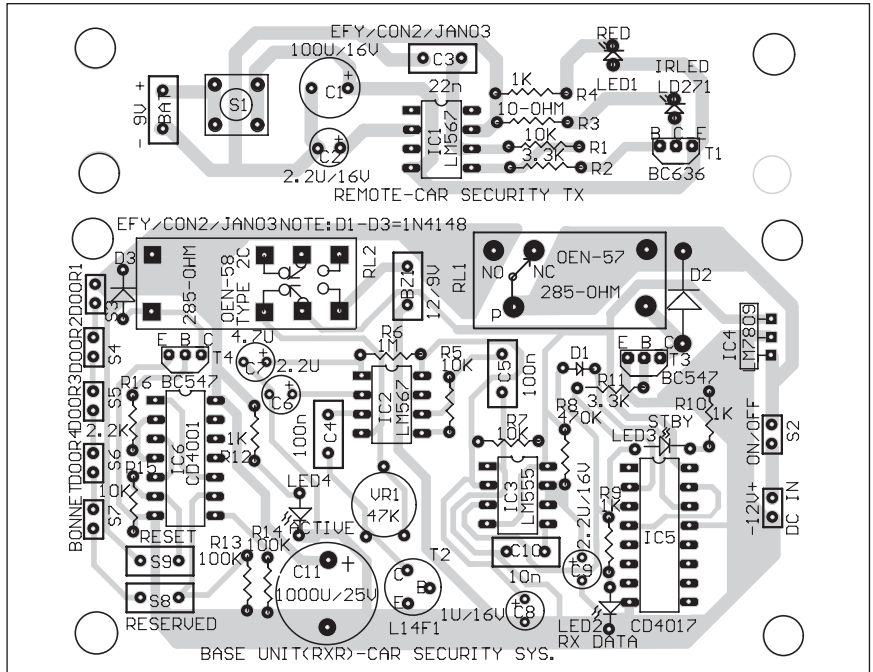 EFY/CON2/JAN03
100U/16V
C3
RED
- 9V +
BAT
S1
C1
22n
1K
R4
LED1
IRLED
LD271
10-OHM
R3
IC1
LM567
10K
R1
B C E
T1
C2
3.3K
R2
BC636
2.2U/16V
REMOTE-CAR SECURITY TX
EFY/CON2/JAN03 NOTE:D1-D3=1N4148
D3
285-OHM
OEN-58
TYPE 2C
RL2
BZ1
12/9V
RL1
NO
NC
OEN-57
285-OHM
P
D2
DOOR1
S3
DOOR2
S4
DOOR3
S5
DOOR4
S6
BONNET
S7
E B C
T4
BC547
4.7U
C7
2.2U
C6
R6
1M
R5
10K
IC2
LM567
C5
100n
D1
E B C
T3
BC547
R11
3.3K
IC4
LM7809
R16
2.2K
R15
10K
IC6
CD4001
1K
R12
100n
C4
R7
10K
R8
470K
R10
1K
LED3
STBY
ON/OFF
S2
LED4
ACTIVE
VR1
47K
IC3
LM555
2.2U/16V
R9
1K
IC5
-12V+
DC IN
RESET
S9
S8
RESERVED
R13
100K
R14
100K
C11
1000U/25V
T2
C
B
E
L14F1
C10
10n
C9
1U/16V
C8
LED2
RX DATA
CD4017
BASE UNIT(RXR)-CAR SECURITY SYS.